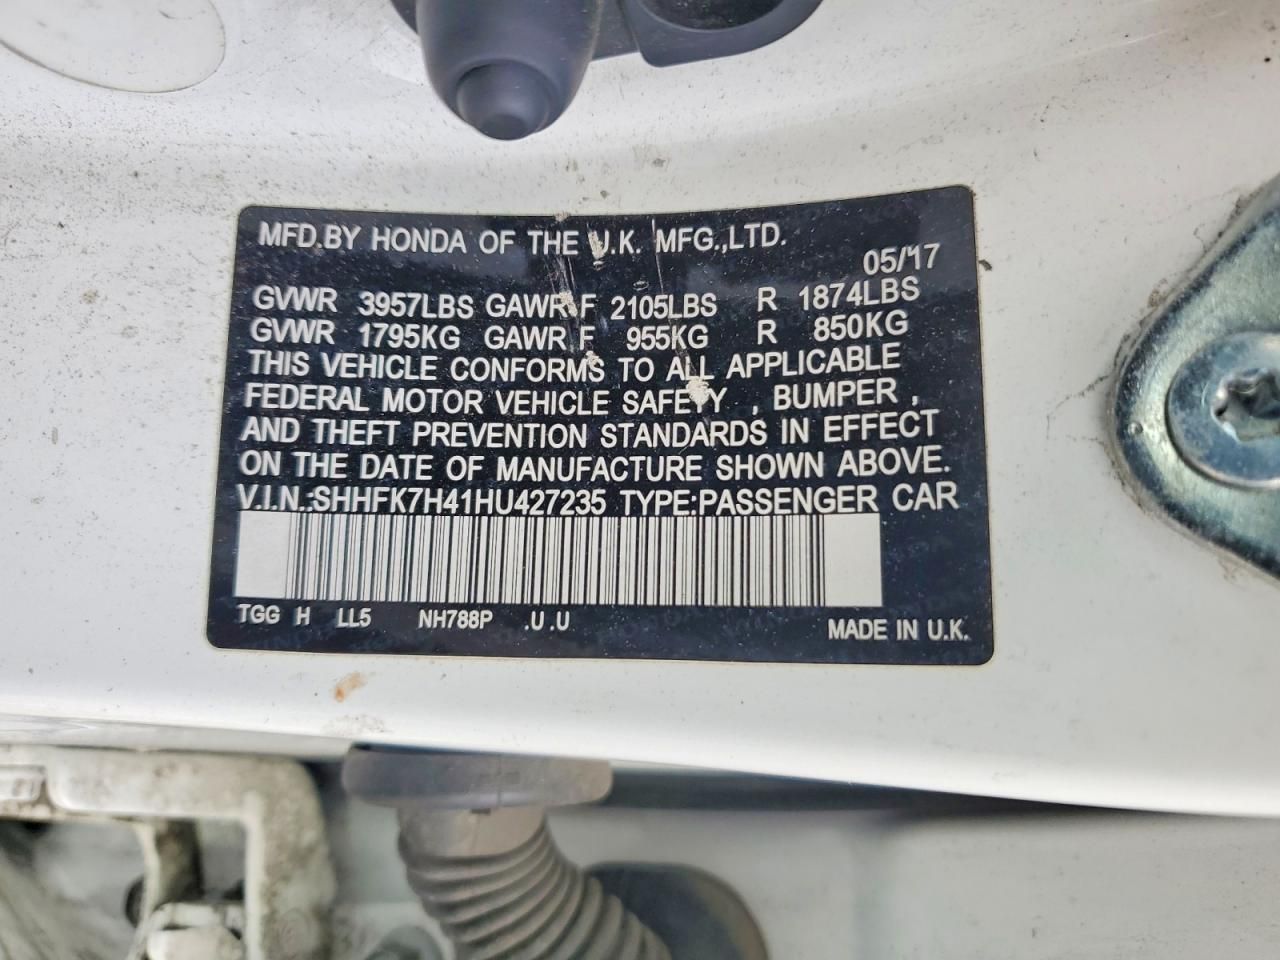 MFD.BY HONDA OF THE U.K. MFG.,LTD.
05/17
GVWR 3957LBS GAWR F 2105LBS R 1874LBS
GVWR 1795KG GAWR F 955KG R 850KG
THIS VEHICLE CONFORMS TO ALL APPLICABLE
FEDERAL MOTOR VEHICLE SAFETY , BUMPER ,
AND THEFT PREVENTION STANDARDS IN EFFECT
ON THE DATE OF MANUFACTURE SHOWN ABOVE.
V.I.N.:SHHFK7H41HU427235 TYPE:PASSENGER CAR
TGG H LL5 NH788P .U .U
MADE IN U.K.